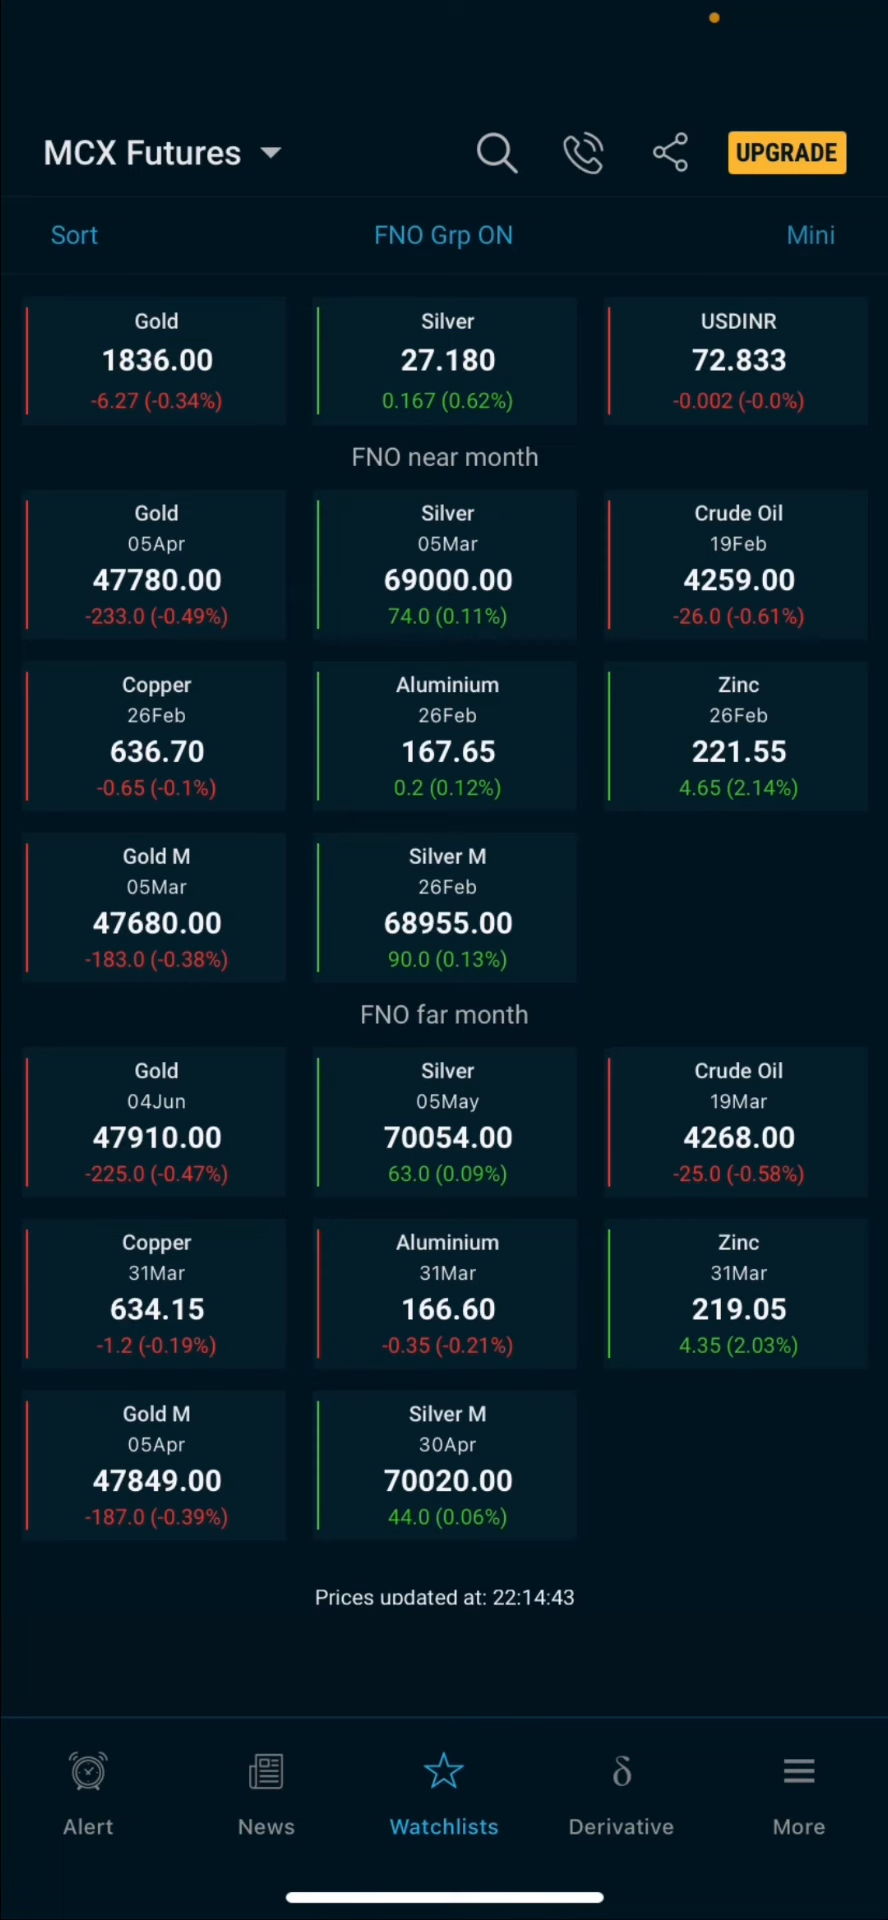 MCX Futures
UPGRADE
Sort FNO Grp ON Mini
Gold Silver USDINR
1836.00 27.180 72.833
-6.27 (-0.34%) 0.167 (0.62%) -0.002 (-0.0%)
FNO near month
Gold Silver Crude Oil
05Apr 05Mar 19Feb
47780.00 69000.00 4259.00
-233.0 (-0.49%) 74.0 (0.11%) -26.0 (-0.61%)
Copper Aluminium Zinc
26Feb 26Feb 26Feb
636.70 167.65 221.55
-0.65 (-0.1%) 0.2 (0.12%) 4.65 (2.14%)
Gold M Silver M
05Mar 26Feb
47680.00 68955.00
-183.0 (-0.38%) 90.0 (0.13%)
FNO far month
Gold Silver Crude Oil
04Jun 05May 19Mar
47910.00 70054.00 4268.00
-225.0 (-0.47%) 63.0 (0.09%) -25.0 (-0.58%)
Copper Aluminium Zinc
31Mar 31Mar 31Mar
634.15 166.60 219.05
-1.2 (-0.19%) -0.35 (-0.21%) 4.35 (2.03%)
Gold M Silver M
05Apr 30Apr
47849.00 70020.00
-187.0 (-0.39%) 44.0 (0.06%)
Prices updated at: 22:14:43
δ
Alert News Watchlists Derivative More